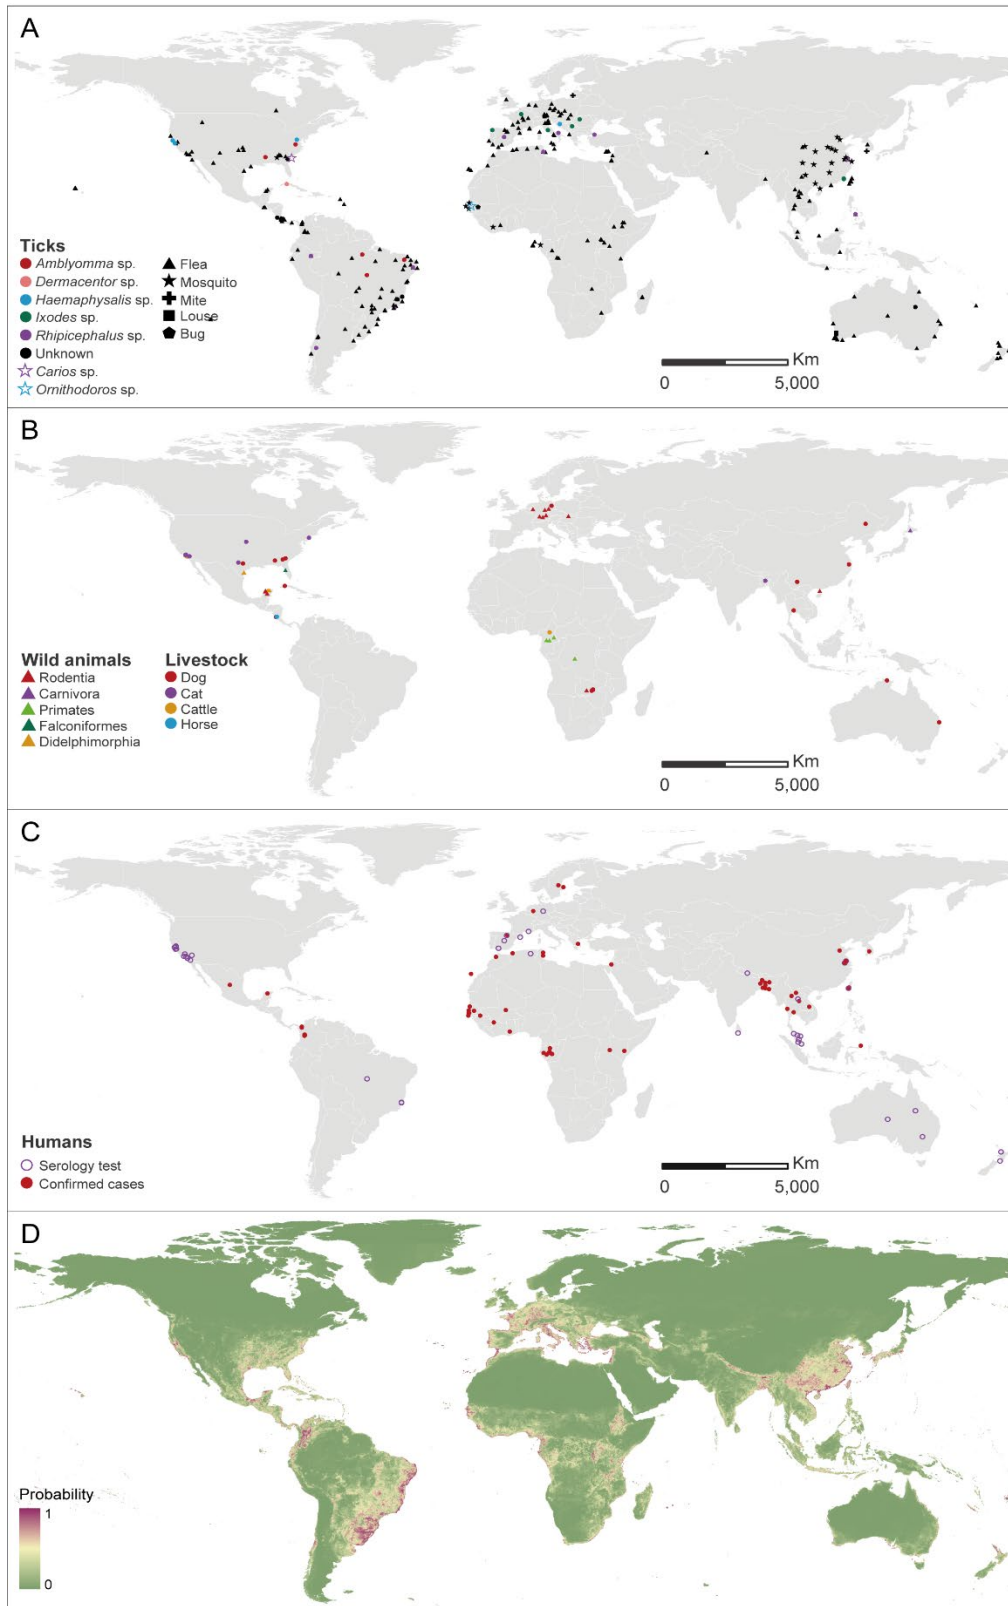 A
Ticks
Amblyomma sp.
Dermacentor sp.
Haemaphysalis sp.
Ixodes sp.
Rhipicephalus sp.
Unknown
Carios sp.
Ornithodoros sp.
Flea
Mosquito
Mite
Louse
Bug
Km
0 5,000
B
Wild animals
Rodentia
Carnivora
Primates
Falconiformes
Didelphimorphia
Livestock
Dog
Cat
Cattle
Horse
Km
0 5,000
C
Humans
Serology test
Confirmed cases
Km
0 5,000
D
Probability
1
0